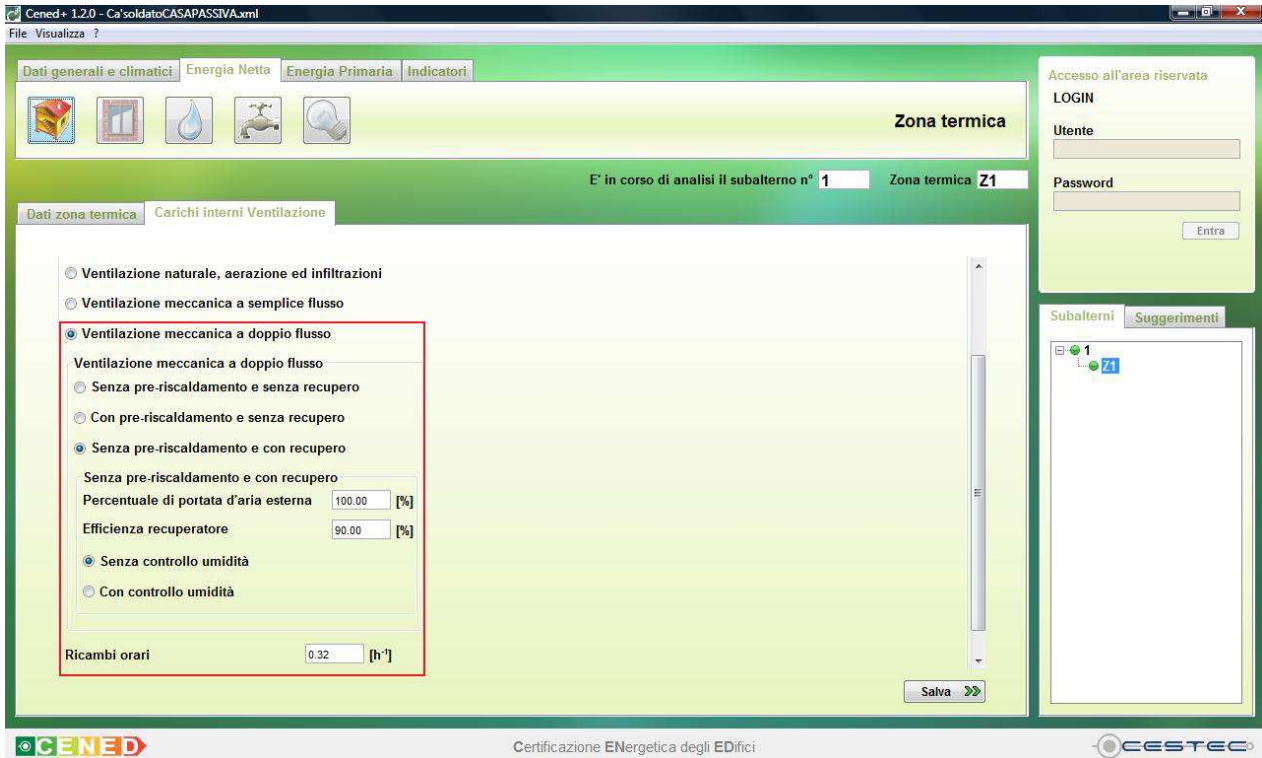 Cened+ 1.2.0 - Ca'soldatoCASAPASSIVA.xml
File Visualizza ?
Dati generali e climatici Energia Netta Energia Primaria Indicatori
Zona termica
E' in corso di analisi il subalterno n° 1 Zona termica Z1
Dati zona termica Carichi interni Ventilazione
Ventilazione naturale, aerazione ed infiltrazioni
Ventilazione meccanica a semplice flusso
Ventilazione meccanica a doppio flusso
Ventilazione meccanica a doppio flusso
Senza pre-riscaldamento e senza recupero
Con pre-riscaldamento e senza recupero
Senza pre-riscaldamento e con recupero
Senza pre-riscaldamento e con recupero
Percentuale di portata d'aria esterna 100.00 [%]
Efficienza recuperatore 90.00 [%]
Senza controllo umidità
Con controllo umidità
Ricambi orari 0.32 [h⁻¹]
Salva
Accesso all'area riservata
LOGIN
Utente
Password
Entra
Subalterni Suggerimenti
1
Z1
CENED
Certificazione ENergetica degli EDifici
CESTEC